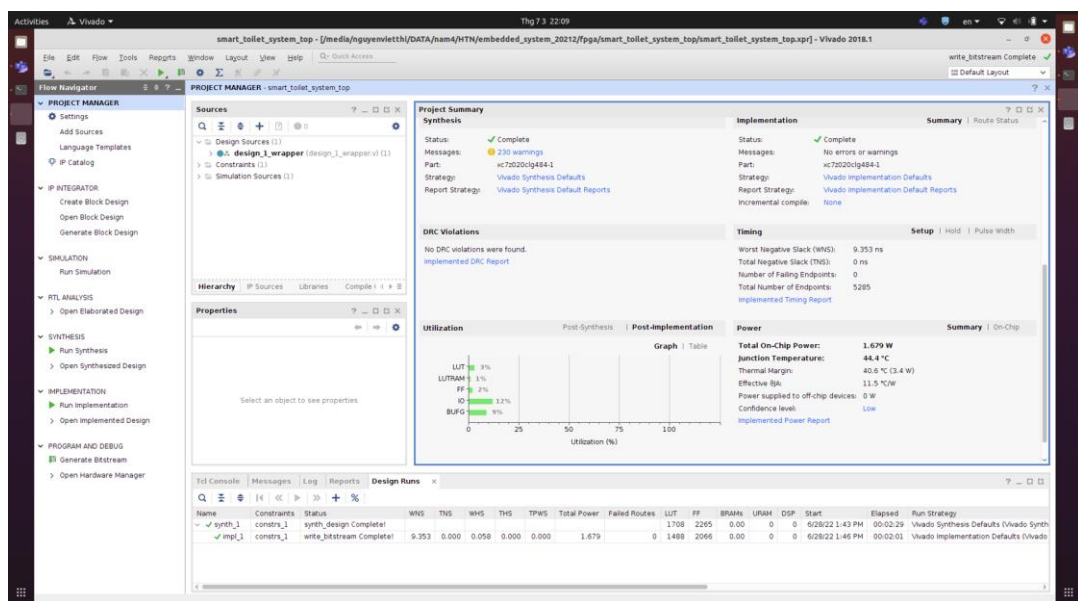 Activities Vivado Thg 7 3 22:09 en
smart_toilet_system_top - [/media/nguyenvietthi/DATA/nam4/HTN/embedded_system_20212/fpga/smart_toilet_system_top/smart_toilet_system_top.xpr] - Vivado 2018.1
File Edit Flow Tools Reports Window Layout View Help Q- Quick Access write_bitstream Complete
Default Layout
Flow Navigator
PROJECT MANAGER - smart_toilet_system_top
PROJECT MANAGER
Settings
Add Sources
Language Templates
IP Catalog
IP INTEGRATOR
Create Block Design
Open Block Design
Generate Block Design
SIMULATION
Run Simulation
RTL ANALYSIS
Open Elaborated Design
SYNTHESIS
Run Synthesis
Open Synthesized Design
IMPLEMENTATION
Run Implementation
Open Implemented Design
PROGRAM AND DEBUG
Generate Bitstream
Open Hardware Manager
Sources
0
Design Sources (1)
design_1_wrapper (design_1_wrapper.v) (1)
Constraints (1)
Simulation Sources (1)
Hierarchy IP Sources Libraries Compile
Properties
Select an object to see properties
Project Summary
Synthesis
Status: Complete
Messages: 230 warnings
Part: xc7z020clg484-1
Strategy: Vivado Synthesis Defaults
Report Strategy: Vivado Synthesis Default Reports
Implementation Summary | Route Status
Status: Complete
Messages: No errors or warnings
Part: xc7z020clg484-1
Strategy: Vivado Implementation Defaults
Report Strategy: Vivado Implementation Default Reports
Incremental compile: None
DRC Violations
No DRC violations were found.
Implemented DRC Report
Timing Setup | Hold | Pulse Width
Worst Negative Slack (WNS): 9.353 ns
Total Negative Slack (TNS): 0 ns
Number of Failing Endpoints: 0
Total Number of Endpoints: 5285
Implemented Timing Report
Utilization Post-Synthesis | Post-Implementation
Graph | Table
LUT 3%
LUTRAM 1%
FF 2%
IO 12%
BUFG 9%
0 25 50 75 100
Utilization (%)
Power Summary | On-Chip
Total On-Chip Power: 1.679 W
Junction Temperature: 44.4 °C
Thermal Margin: 40.6 °C (3.4 W)
Effective θJA: 11.5 °C/W
Power supplied to off-chip devices: 0 W
Confidence level: Low
Implemented Power Report
Tcl Console Messages Log Reports Design Runs
Name Constraints Status WNS TNS WHS THS TPWS Total Power Failed Routes LUT FF BRAMs URAM DSP Start Elapsed Run Strategy
synth_1 constrs_1 synth_design Complete! 1708 2265 0.00 0 0 6/28/22 1:43 PM 00:02:29 Vivado Synthesis Defaults (Vivado Synth
impl_1 constrs_1 write_bitstream Complete! 9.353 0.000 0.058 0.000 0.000 1.679 0 1488 2066 0.00 0 0 6/28/22 1:46 PM 00:02:01 Vivado Implementation Defaults (Vivado